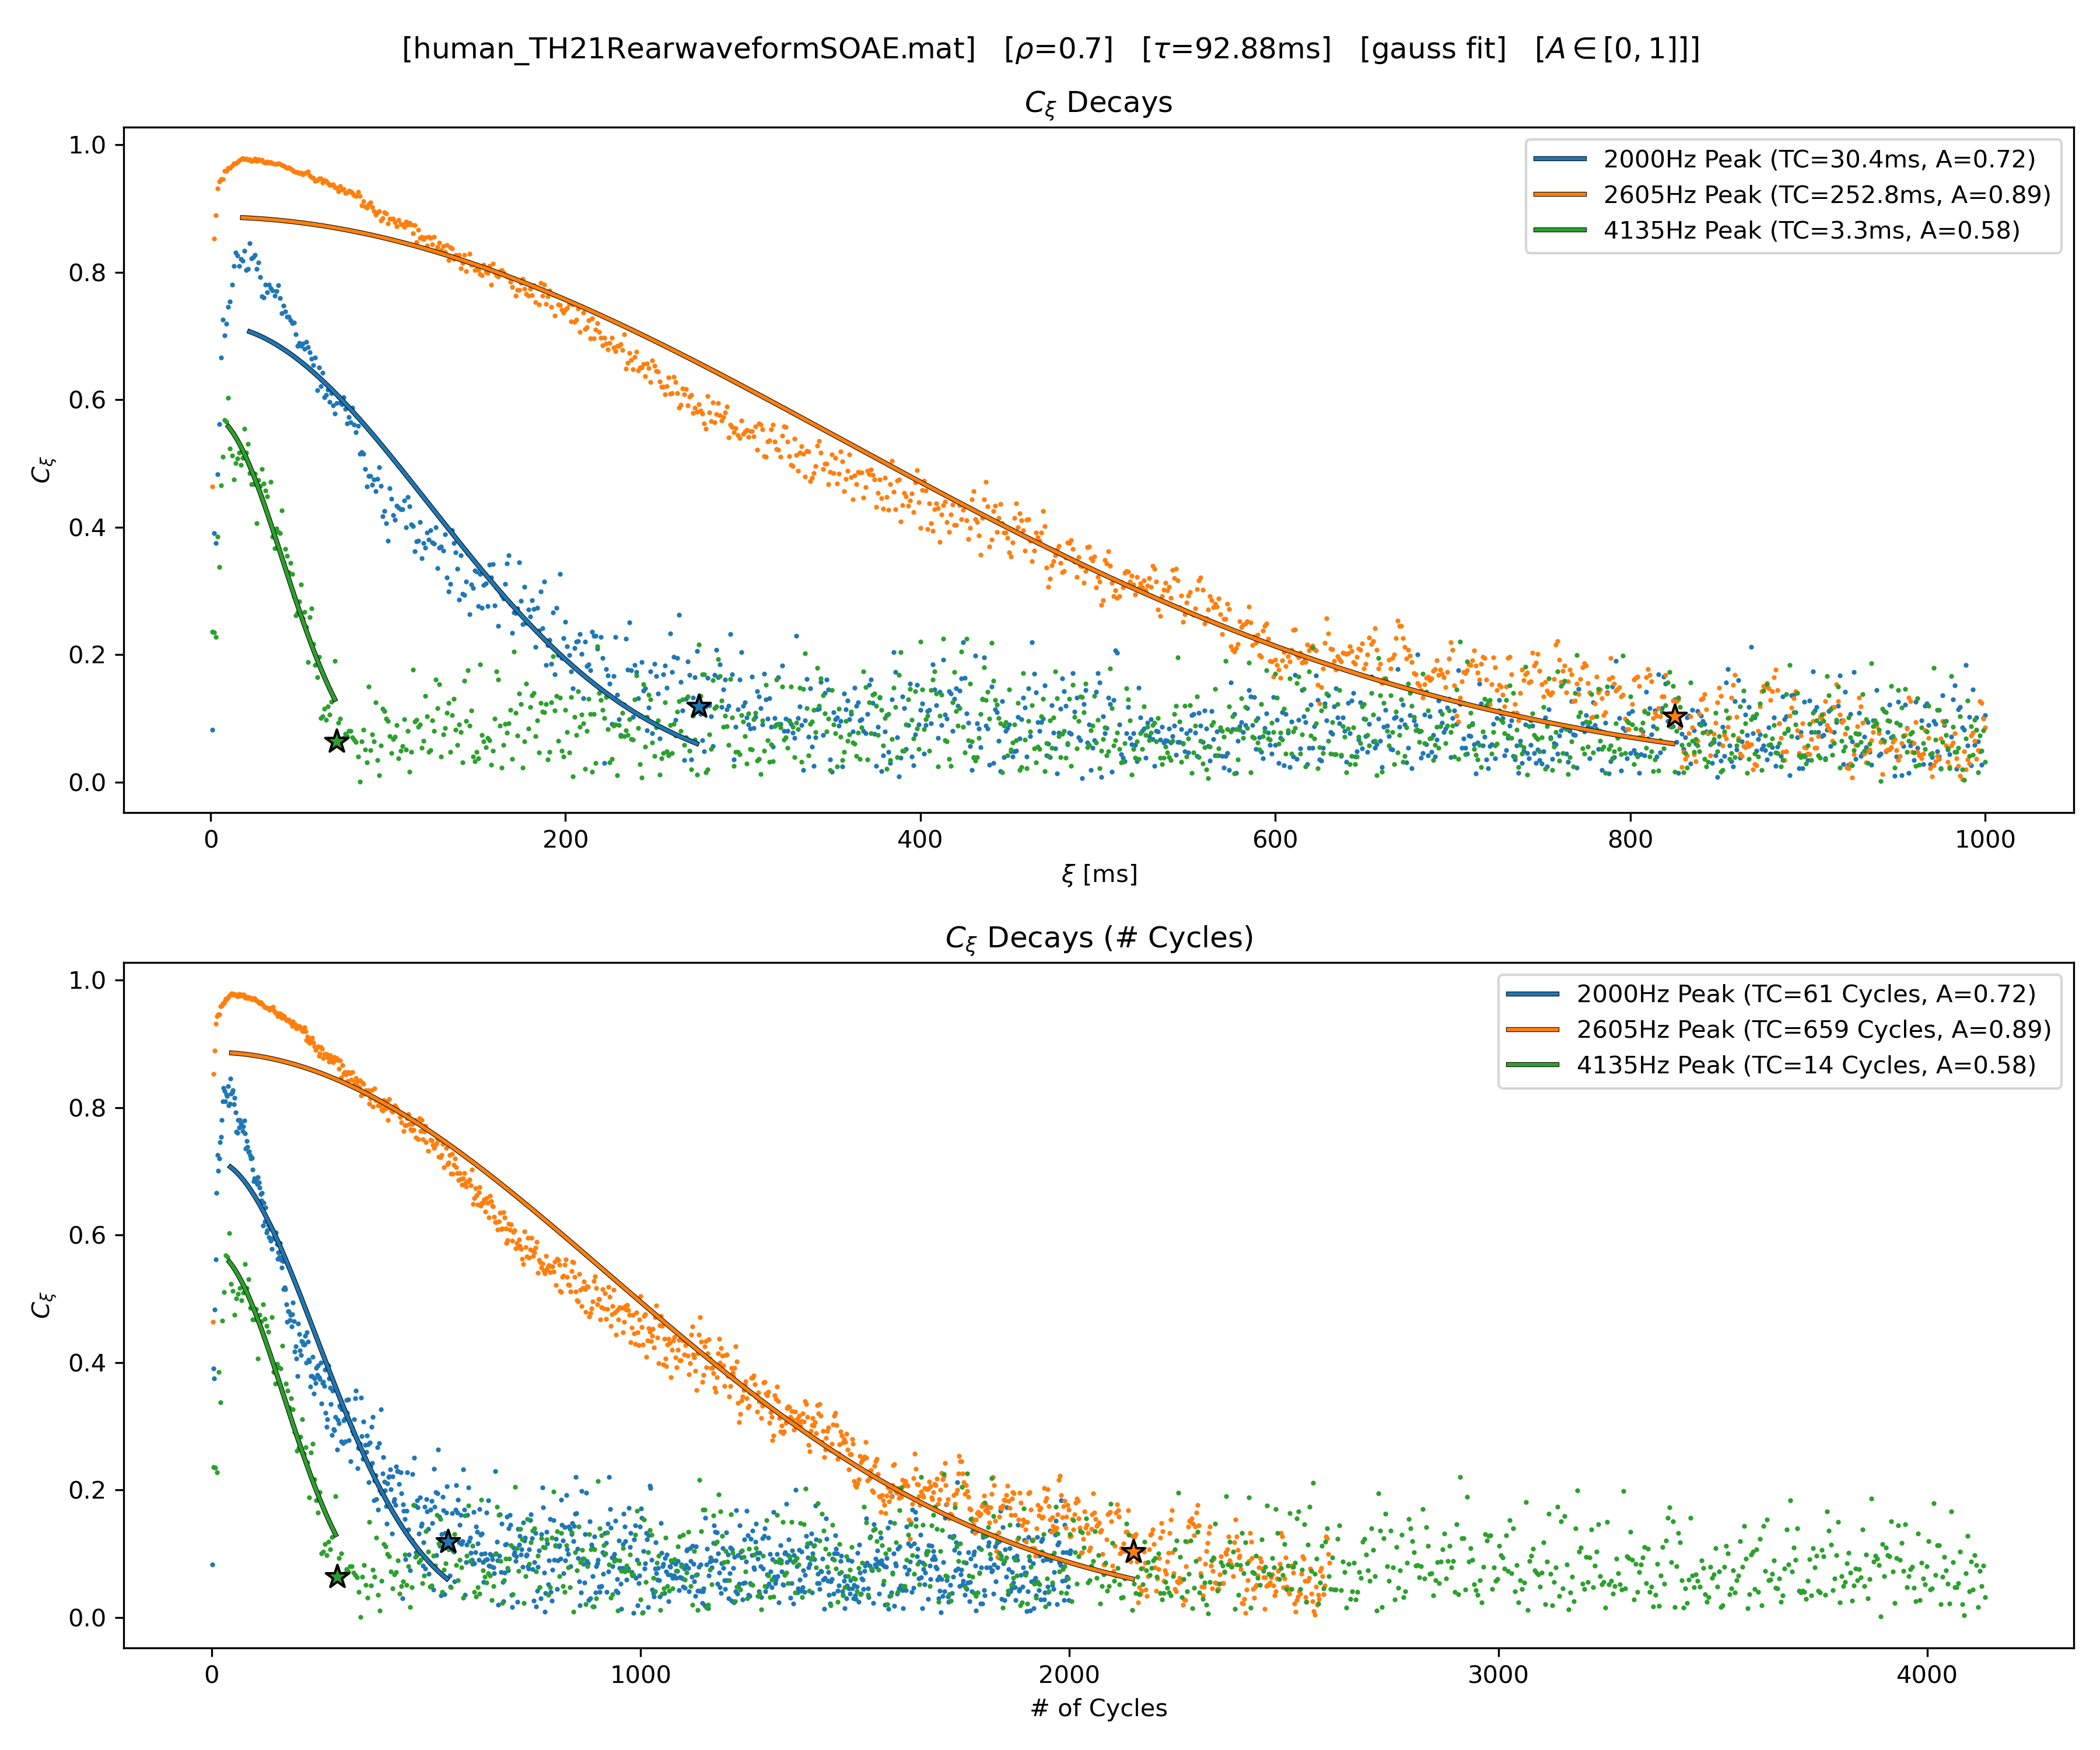 [human_TH21RearwaveformSOAE.mat] [ρ=0.7] [τ=92.88ms] [gauss fit] [A ∈ [0, 1]]]
C_ξ Decays
1.0
0.8
0.6
0.4
0.2
0.0
C_ξ
2000Hz Peak (TC=30.4ms, A=0.72)
2605Hz Peak (TC=252.8ms, A=0.89)
4135Hz Peak (TC=3.3ms, A=0.58)
0 200 400 600 800 1000
ξ [ms]
C_ξ Decays (# Cycles)
1.0
0.8
0.6
0.4
0.2
0.0
C_ξ
2000Hz Peak (TC=61 Cycles, A=0.72)
2605Hz Peak (TC=659 Cycles, A=0.89)
4135Hz Peak (TC=14 Cycles, A=0.58)
0 1000 2000 3000 4000
# of Cycles